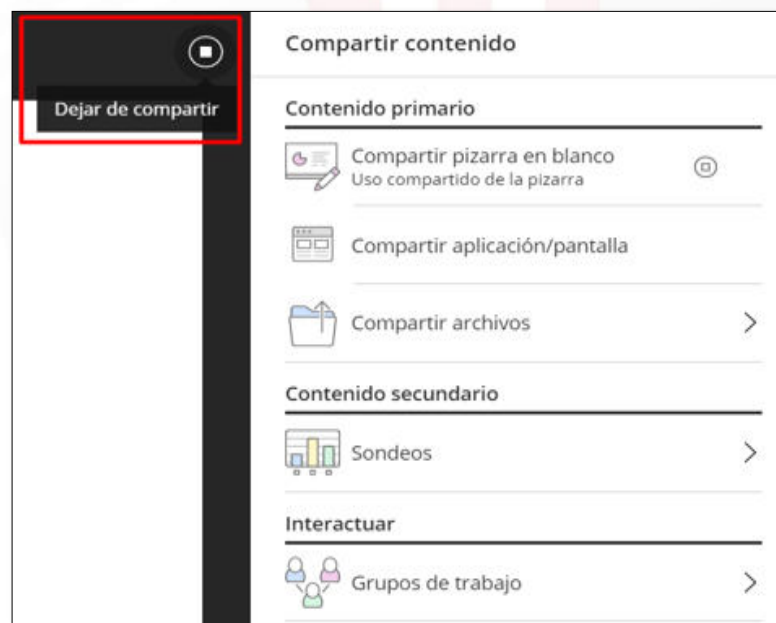 Dejar de compartir
Compartir contenido
Contenido primario
Compartir pizarra en blanco
Uso compartido de la pizarra
Compartir aplicación/pantalla
Compartir archivos
Contenido secundario
Sondeos
Interactuar
Grupos de trabajo